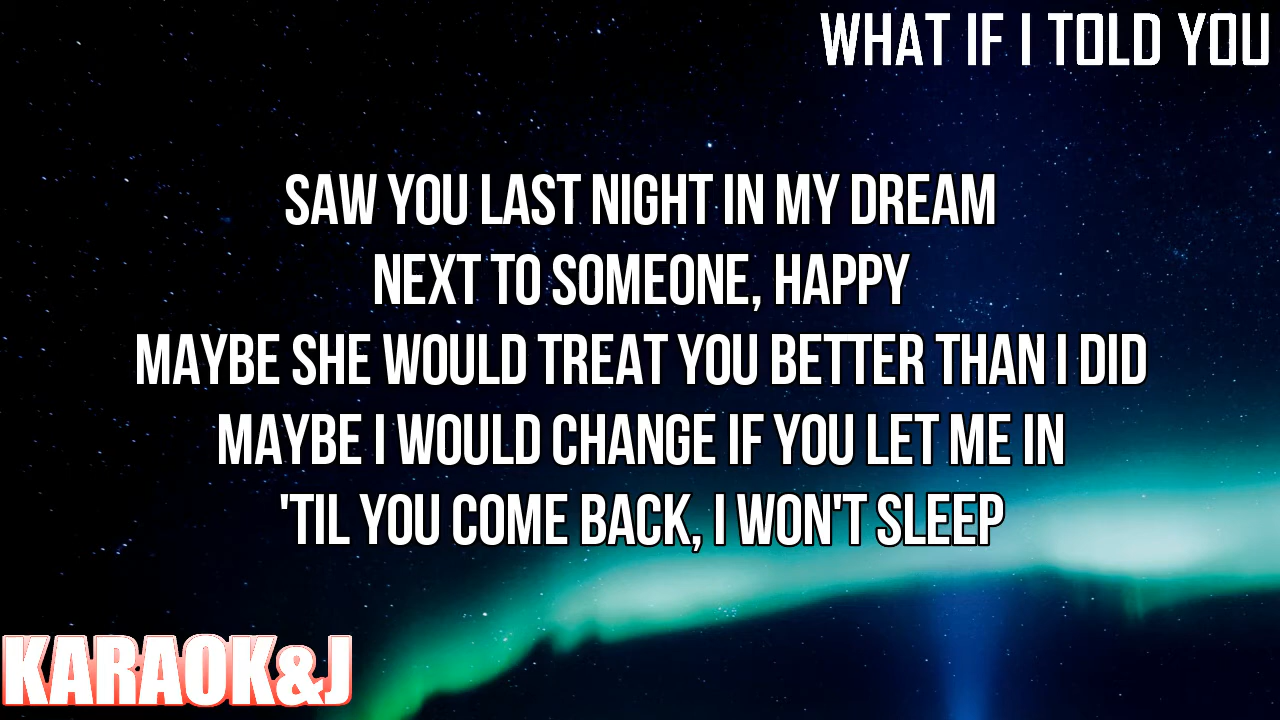 WHAT IF I TOLD YOU
SAW YOU LAST NIGHT IN MY DREAM
NEXT TO SOMEONE, HAPPY
MAYBE SHE WOULD TREAT YOU BETTER THAN I DID
MAYBE I WOULD CHANGE IF YOU LET ME IN
'TIL YOU COME BACK, I WON'T SLEEP
KARAOK&J